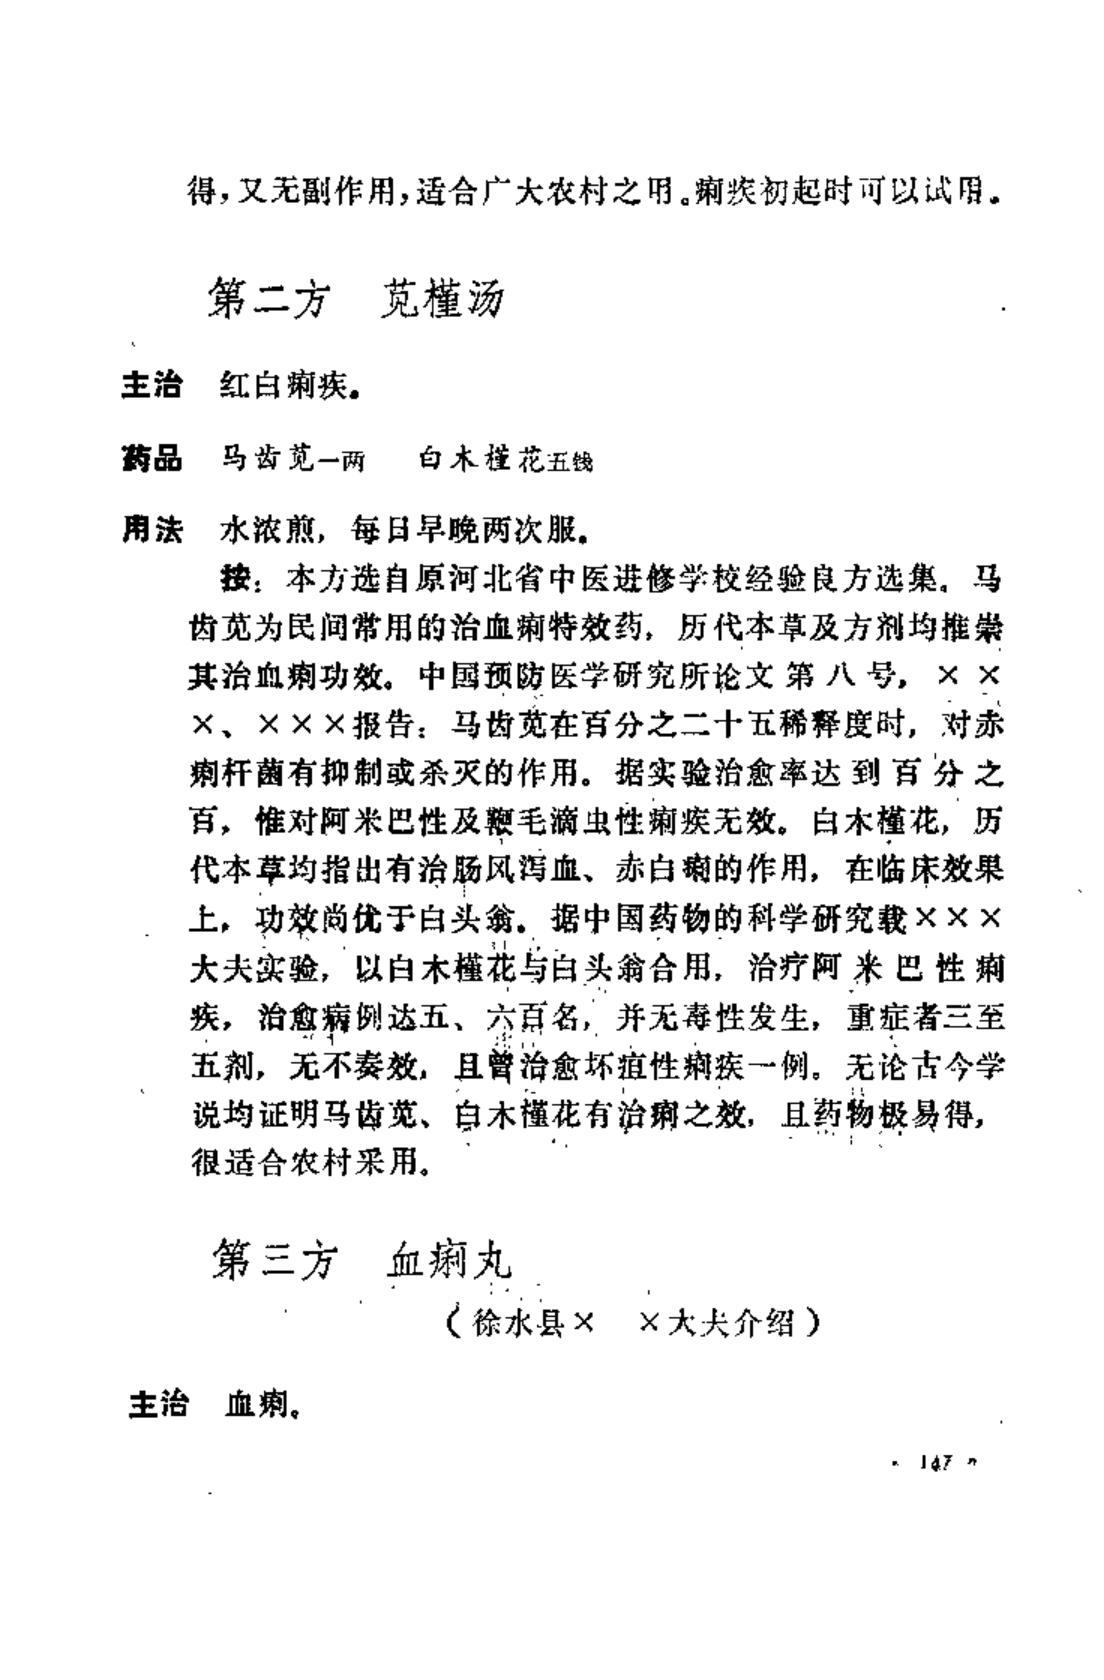 得，又无副作用，适合广大农村之用。痢疾初起时可以试用。
第二方　苋槿汤
主治　红白痢疾。
药品　马齿苋一两　白木槿花五钱
用法　水浓煎，每日早晚两次服。
按：本方选自原河北省中医进修学校经验良方选集。马
齿苋为民间常用的治血痢特效药，历代本草及方剂均推崇
其治血痢功效。中国预防医学研究所论文第八号，××
×、×××报告：马齿苋在百分之二十五稀释度时，对赤
痢杆菌有抑制或杀灭的作用。据实验治愈率达到百分之
百，惟对阿米巴性及鞭毛滴虫性痢疾无效。白木槿花，历
代本草均指出有治肠风泻血、赤白痢的作用，在临床效果
上，功效尚优于白头翁。据中国药物的科学研究载×××
大夫实验，以白木槿花与白头翁合用，治疗阿米巴性痢
疾，治愈病例达五、六百名，并无毒性发生，重症者三至
五剂，无不奏效，且曾治愈坏疽性痢疾一例。无论古今学
说均证明马齿苋、白木槿花有治痢之效，且药物极易得，
很适合农村采用。
第三方　血痢丸
（徐水县×　×大夫介绍）
主治　血痢。
· 147 ·